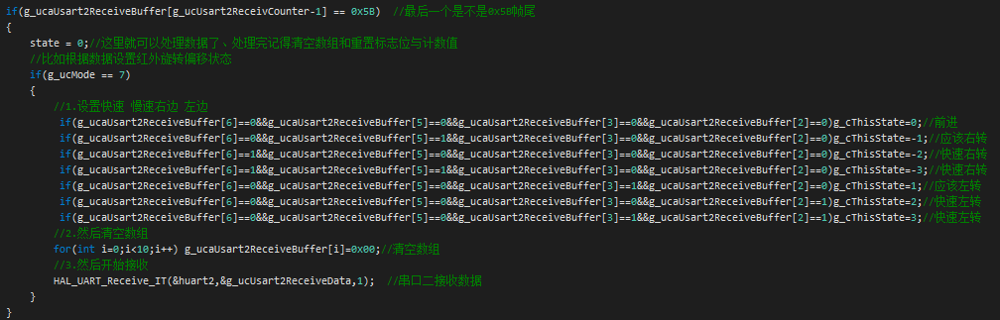 if(g_ucaUsart2ReceiveBuffer[g_ucUsart2ReceivCounter-1] == 0x5B)  //最后一个是不是0x5B帧尾
{
    state = 0;//这里就可以处理数据了、处理完记得清空数组和重置标志位与计数值
    //比如根据数据设置红外旋转偏移状态
    if(g_ucMode == 7)
    {
        //1.设置快速 慢速右边 左边
         if(g_ucaUsart2ReceiveBuffer[6]==0&&g_ucaUsart2ReceiveBuffer[5]==0&&g_ucaUsart2ReceiveBuffer[3]==0&&g_ucaUsart2ReceiveBuffer[2]==0)g_cThisState=0;//前进
        if(g_ucaUsart2ReceiveBuffer[6]==0&&g_ucaUsart2ReceiveBuffer[5]==1&&g_ucaUsart2ReceiveBuffer[3]==0&&g_ucaUsart2ReceiveBuffer[2]==0)g_cThisState=-1;//应该右转
        if(g_ucaUsart2ReceiveBuffer[6]==1&&g_ucaUsart2ReceiveBuffer[5]==0&&g_ucaUsart2ReceiveBuffer[3]==0&&g_ucaUsart2ReceiveBuffer[2]==0)g_cThisState=-2;//快速右转
        if(g_ucaUsart2ReceiveBuffer[6]==1&&g_ucaUsart2ReceiveBuffer[5]==1&&g_ucaUsart2ReceiveBuffer[3]==0&&g_ucaUsart2ReceiveBuffer[2]==0)g_cThisState=-3;//快速右转
        if(g_ucaUsart2ReceiveBuffer[6]==0&&g_ucaUsart2ReceiveBuffer[5]==0&&g_ucaUsart2ReceiveBuffer[3]==1&&g_ucaUsart2ReceiveBuffer[2]==0)g_cThisState=1;//应该左转
        if(g_ucaUsart2ReceiveBuffer[6]==0&&g_ucaUsart2ReceiveBuffer[5]==0&&g_ucaUsart2ReceiveBuffer[3]==0&&g_ucaUsart2ReceiveBuffer[2]==1)g_cThisState=2;//快速左转
        if(g_ucaUsart2ReceiveBuffer[6]==0&&g_ucaUsart2ReceiveBuffer[5]==0&&g_ucaUsart2ReceiveBuffer[3]==1&&g_ucaUsart2ReceiveBuffer[2]==1)g_cThisState=3;//快速左转
        //2.然后清空数组
        for(int i=0;i<10;i++) g_ucaUsart2ReceiveBuffer[i]=0x00;//清空数组
        //3.然后开始接收
        HAL_UART_Receive_IT(&huart2,&g_ucUsart2ReceiveData,1);  //串口二接收数据
    }
}